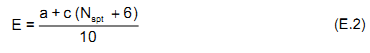 E = a + c (N_spt + 6) / 10 (E.2)